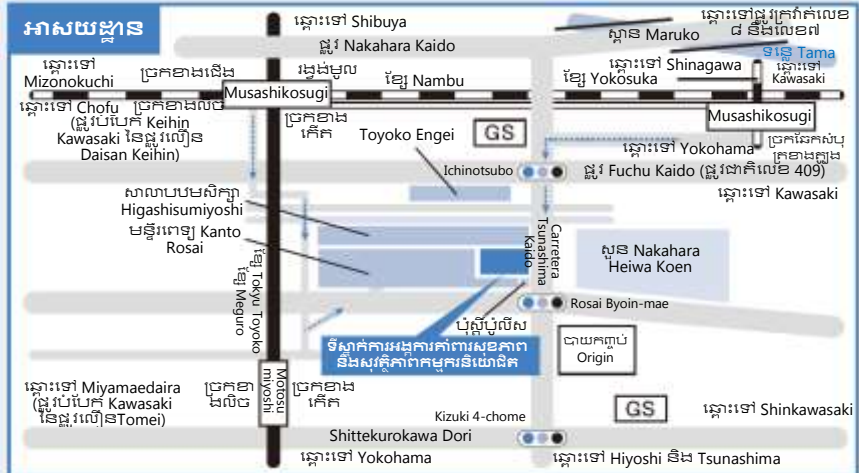 អាសយដ្ឋាន
ឆ្ពោះទៅ Shibuya
ផ្លូវ Nakahara Kaido
ស្ពាន Maruko
ឆ្ពោះទៅផ្លូវក្រវ៉ាត់លេខ
៨ និងលេខ៧
ទន្លេ Tama
ឆ្ពោះទៅ
Mizonokuchi
ច្រកខាងជើង
រង្វង់មូល
ខ្សែ Nambu
ឆ្ពោះទៅ Shinagawa
ខ្សែ Yokosuka
ឆ្ពោះទៅ
Kawasaki
Musashikosugi
ឆ្ពោះទៅ Chofu
(ផ្លូវបំបែក Keihin
Kawasaki នៃផ្លូវលឿន
Daisan Keihin)
ច្រកខាងលិច
ច្រកខាង
កើត
Toyoko Engei
GS
Musashikosugi
ឆ្ពោះទៅ Yokohama
Ichinotsubo
ផ្លូវ Fuchu Kaido (ផ្លូវជាតិលេខ 409)
ឆ្ពោះទៅ Kawasaki
សាលាបឋមសិក្សា
Higashisumiyoshi
មន្ទីរពេទ្យ Kanto
Rosai
Carretera
Tsunashima
Kaido
សួន Nakahara
Heiwa Koen
ខ្សែ Tokyu Toyoko
ខ្សែ Meguro
Rosai Byoin-mae
ប៉ុស្តិ៍ប៉ូលីស
ទីស្នាក់ការអង្គការគាំពារសុខភាព
និងសុវត្ថិភាពកម្មករនិយោជិត
បាយកញ្ចប់
Origin
ឆ្ពោះទៅ Miyamaedaira
(ផ្លូវបំបែក Kawasaki
នៃផ្លូវលឿនTomei)
ច្រកខា
ងលិច
Motosu
miyoshi
ច្រកខាង
កើត
Kizuki 4-chome
GS
ឆ្ពោះទៅ Shinkawasaki
Shittekurokawa Dori
ឆ្ពោះទៅ Yokohama
ឆ្ពោះទៅ Hiyoshi និង Tsunashima